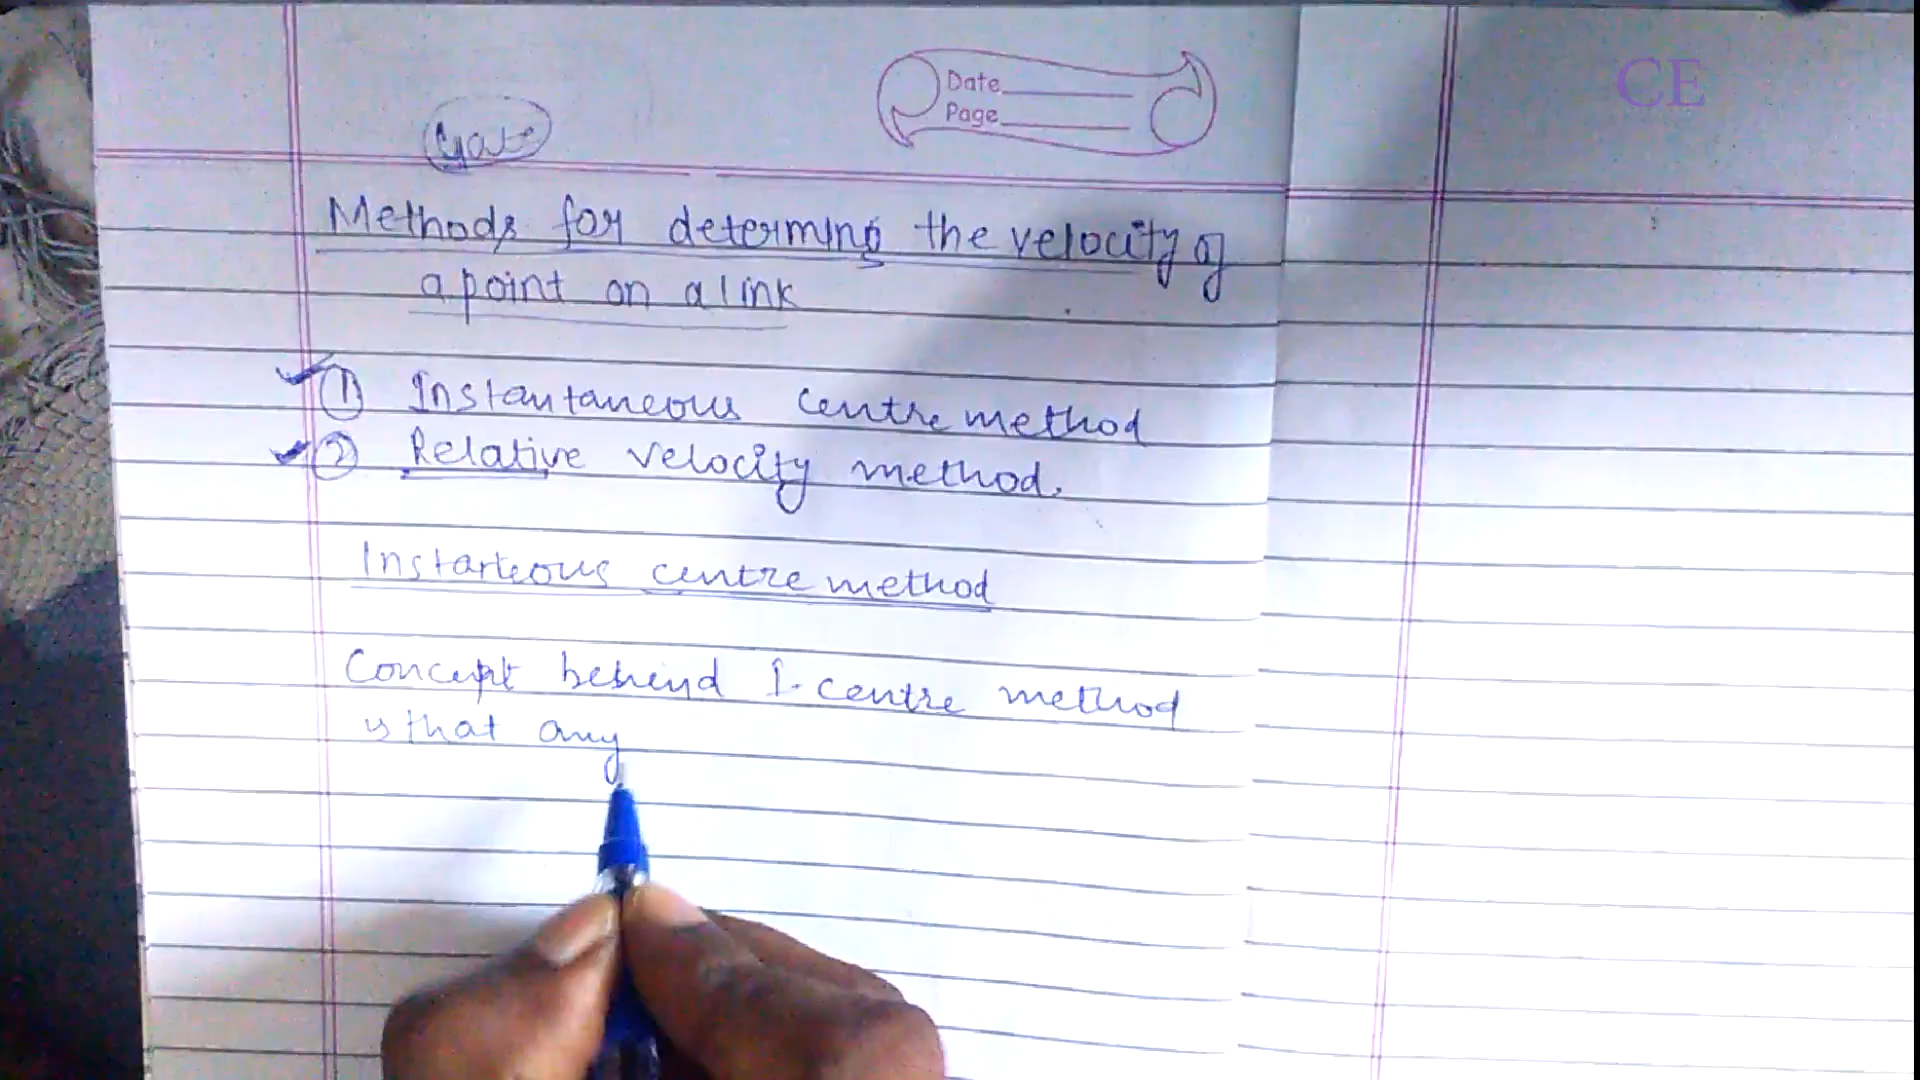 CE
Date
Page
Gate
Methods for determing the velocity of
a point on a link
① Instantaneous centre method
② Relative velocity method.
Instanteous centre method
Concept behind I-centre method
is that any